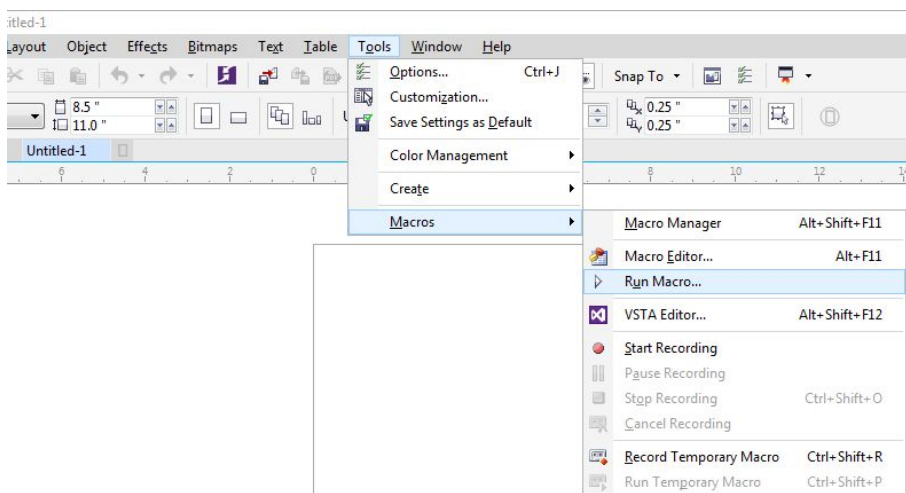 itled-1
Layout Object Effects Bitmaps Text Table Tools Window Help
Options... Ctrl+J Snap To
8.5 " Customization... 0.25 "
11.0 " Save Settings as Default 0.25 "
Untitled-1 Color Management
6 4 2 0 8 10 12
Create
Macros
Macro Manager Alt+Shift+F11
Macro Editor... Alt+F11
Run Macro...
VSTA Editor... Alt+Shift+F12
Start Recording
Pause Recording
Stop Recording Ctrl+Shift+O
Cancel Recording
Record Temporary Macro Ctrl+Shift+R
Run Temporary Macro Ctrl+Shift+P